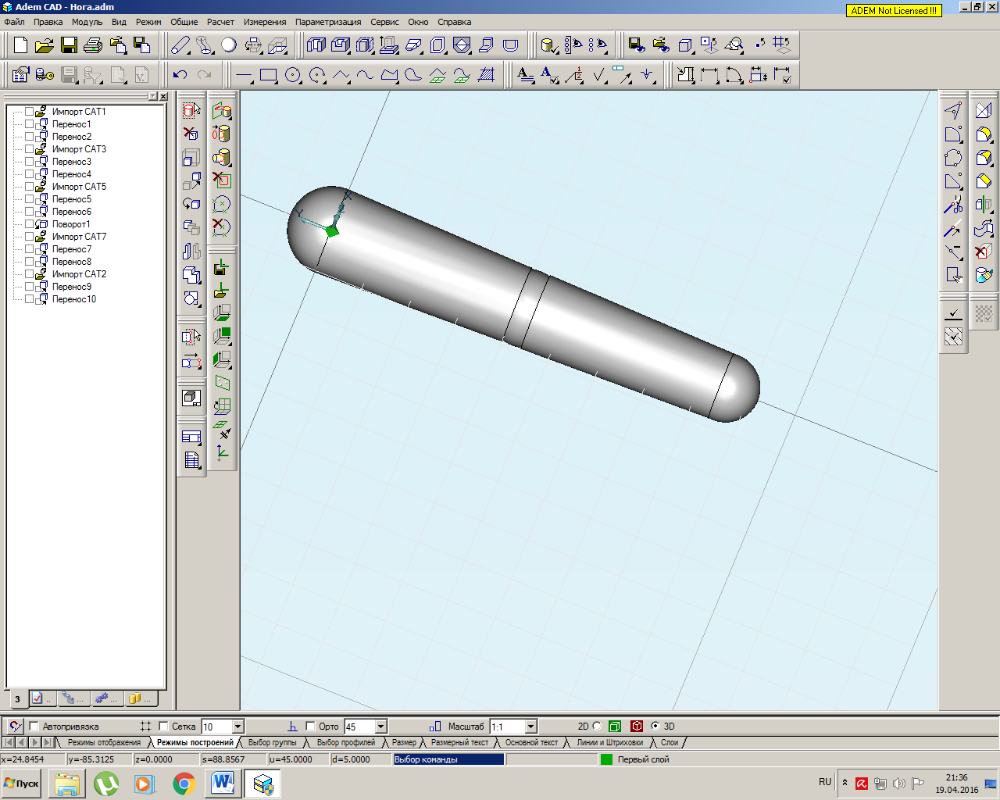 Adem CAD - Hora.adm
ADEM Not Licensed !!!
Файл Правка Модуль Вид Режим Общие Расчет Измерения Параметризация Сервис Окно Справка
Импорт CAT1
Перенос1
Перенос2
Импорт CAT3
Перенос3
Перенос4
Импорт CAT5
Перенос5
Перенос6
Поворот1
Импорт CAT7
Перенос7
Перенос8
Импорт CAT2
Перенос9
Перенос10
X
Z
Y
3 ... ... ... ...
Автопривязка Сетка 10 Орто 45 Масштаб 1:1 2D 3D
Режимы отображения Режимы построений Выбор группы Выбор профилей Размер Размерный текст Основной текст Линии и Штриховки Слои
x=24.8454 y=-85.3125 z=0.0000 s=88.8567 u=45.0000 d=5.0000 Выбор команды Первый слой
Пуск RU 21:36
19.04.2016